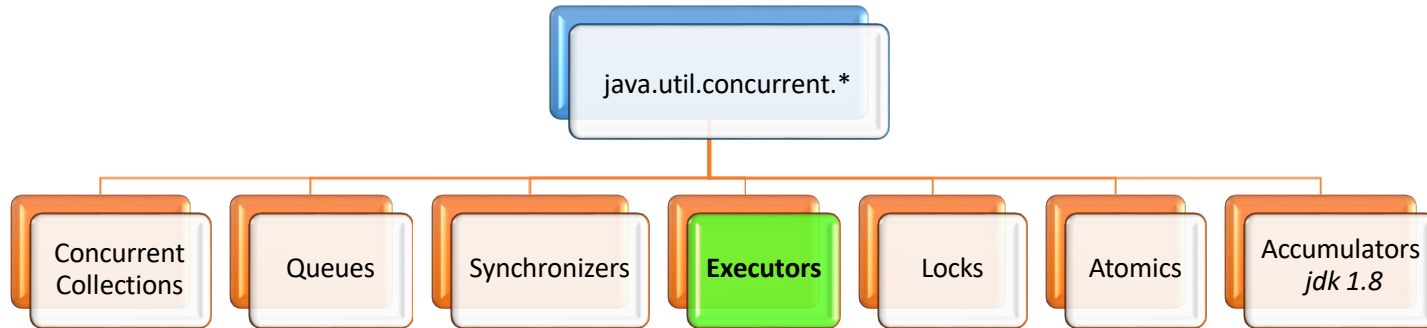 java.util.concurrent.*
Concurrent
Collections
Queues
Synchronizers
Executors
Locks
Atomics
Accumulators
jdk 1.8